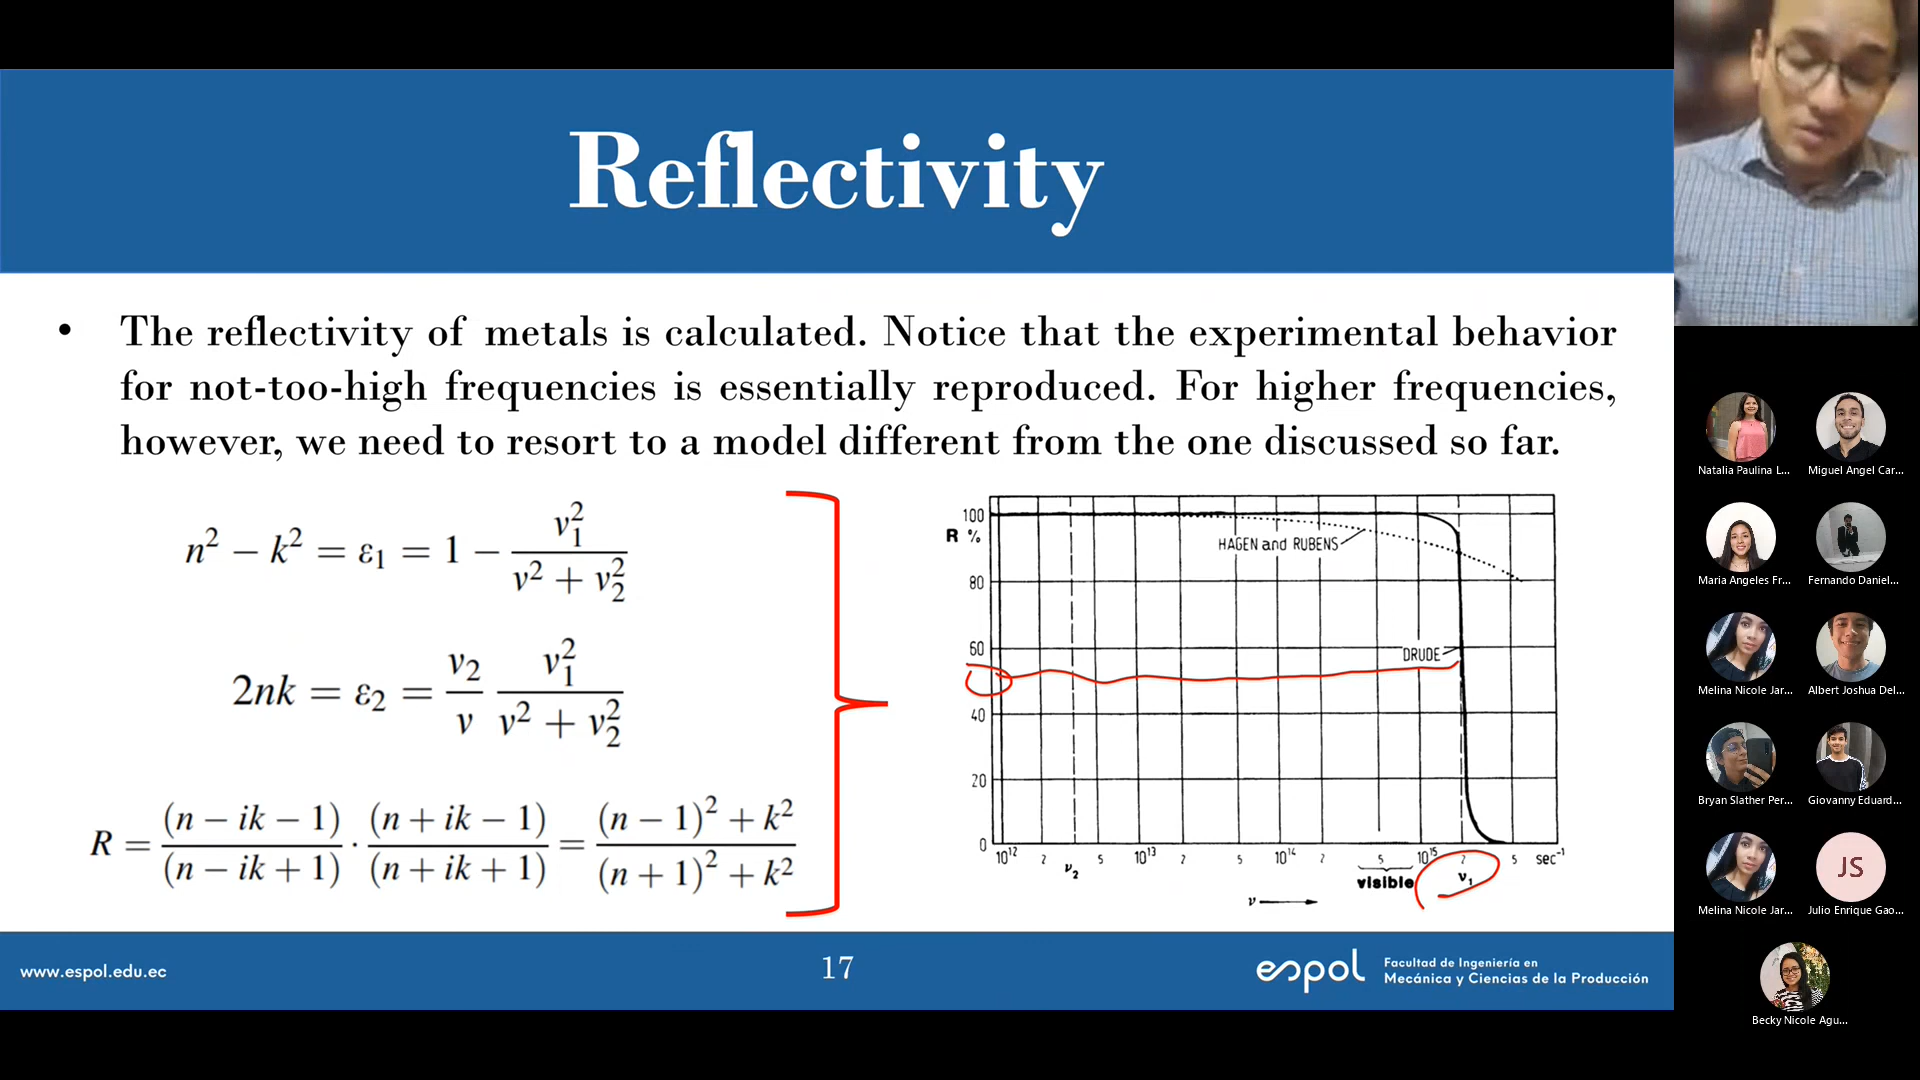 Reflectivity
• The reflectivity of metals is calculated. Notice that the experimental behavior
for not-too-high frequencies is essentially reproduced. For higher frequencies,
however, we need to resort to a model different from the one discussed so far.
n² − k² = ε₁ = 1 − ν₁² / (ν² + ν₂²)
2nk = ε₂ = (ν₂ / ν) (ν₁² / (ν² + ν₂²))
R = (n − ik − 1) / (n − ik + 1) · (n + ik − 1) / (n + ik + 1) = ((n − 1)² + k²) / ((n + 1)² + k²)
100
R %
HAGEN and RUBENS
80
60
DRUDE
40
20
0
10¹² 2 ν₂ 5 10¹³ 2 5 10¹⁴ 2 5 10¹⁵ 2 5 sec⁻¹
visible ν₁
ν
www.espol.edu.ec
17
espol
Facultad de Ingeniería en
Mecánica y Ciencias de la Producción
Natalia Paulina L...
Miguel Angel Car...
Maria Angeles Fr...
Fernando Daniel...
Melina Nicole Jar...
Albert Joshua Del...
Bryan Slather Per...
Giovanny Eduard...
JS
Melina Nicole Jar...
Julio Enrique Gao...
Becky Nicole Agu...